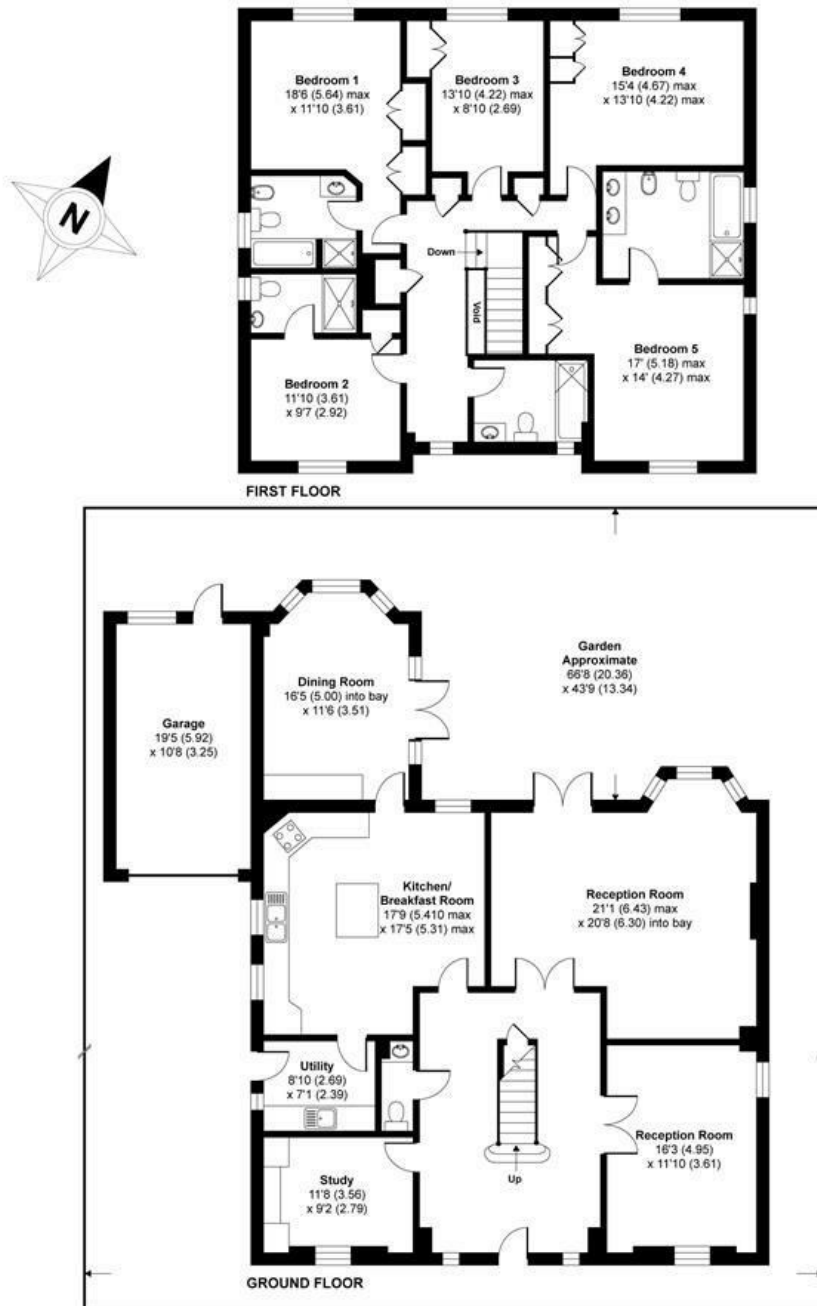 Bedroom 1
18'6 (5.64) max
x 11'10 (3.61)
Bedroom 3
13'10 (4.22) max
x 8'10 (2.69)
Bedroom 4
15'4 (4.67) max
x 13'10 (4.22) max
N
Down
Void
Bedroom 2
11'10 (3.61)
x 9'7 (2.92)
Bedroom 5
17' (5.18) max
x 14' (4.27) max
FIRST FLOOR
Garden
Approximate
66'8 (20.36)
x 43'9 (13.34)
Dining Room
16'5 (5.00) into bay
x 11'6 (3.51)
Garage
19'5 (5.92)
x 10'8 (3.25)
Kitchen/
Breakfast Room
17'9 (5.410 max
x 17'5 (5.31) max
Reception Room
21'1 (6.43) max
x 20'8 (6.30) into bay
Utility
8'10 (2.69)
x 7'1 (2.39)
Reception Room
16'3 (4.95)
x 11'10 (3.61)
Up
Study
11'8 (3.56)
x 9'2 (2.79)
GROUND FLOOR